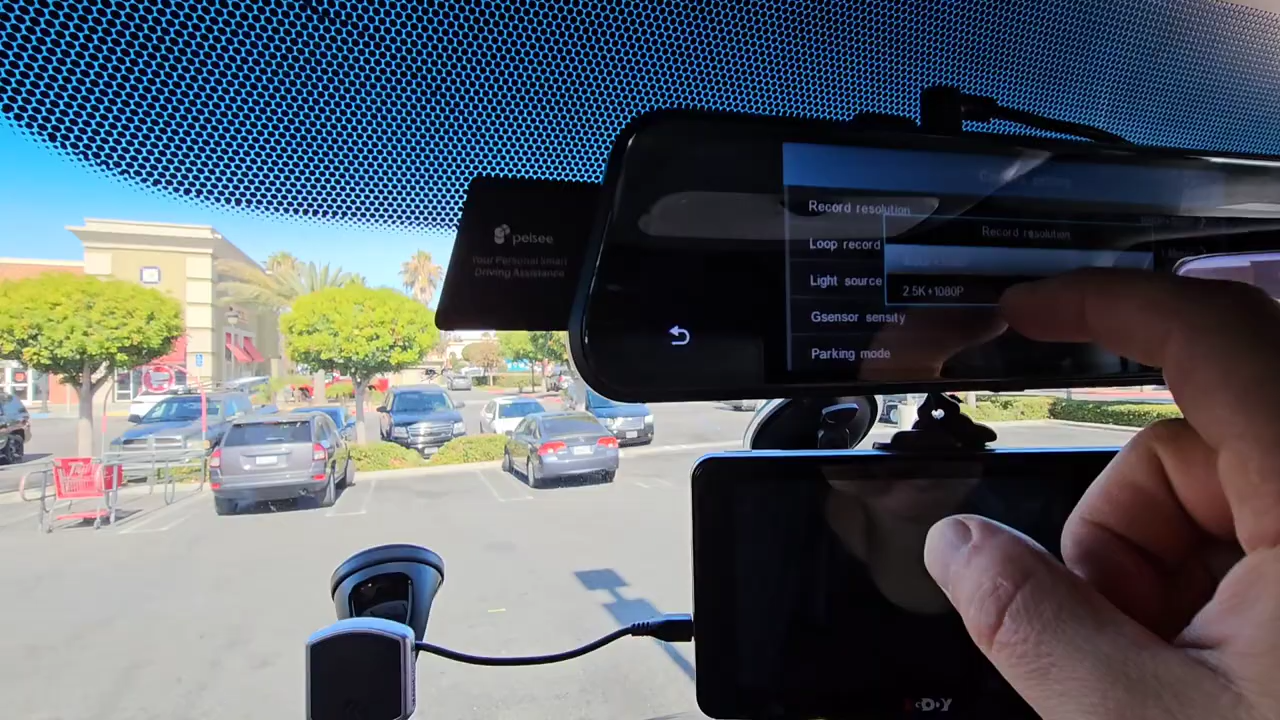 pelsee
Your Personal Smart
Driving Assistance
Record resolution
Record resolution
Loop record
Light source
2.5K+1080P
Gsensor sensity
Parking mode